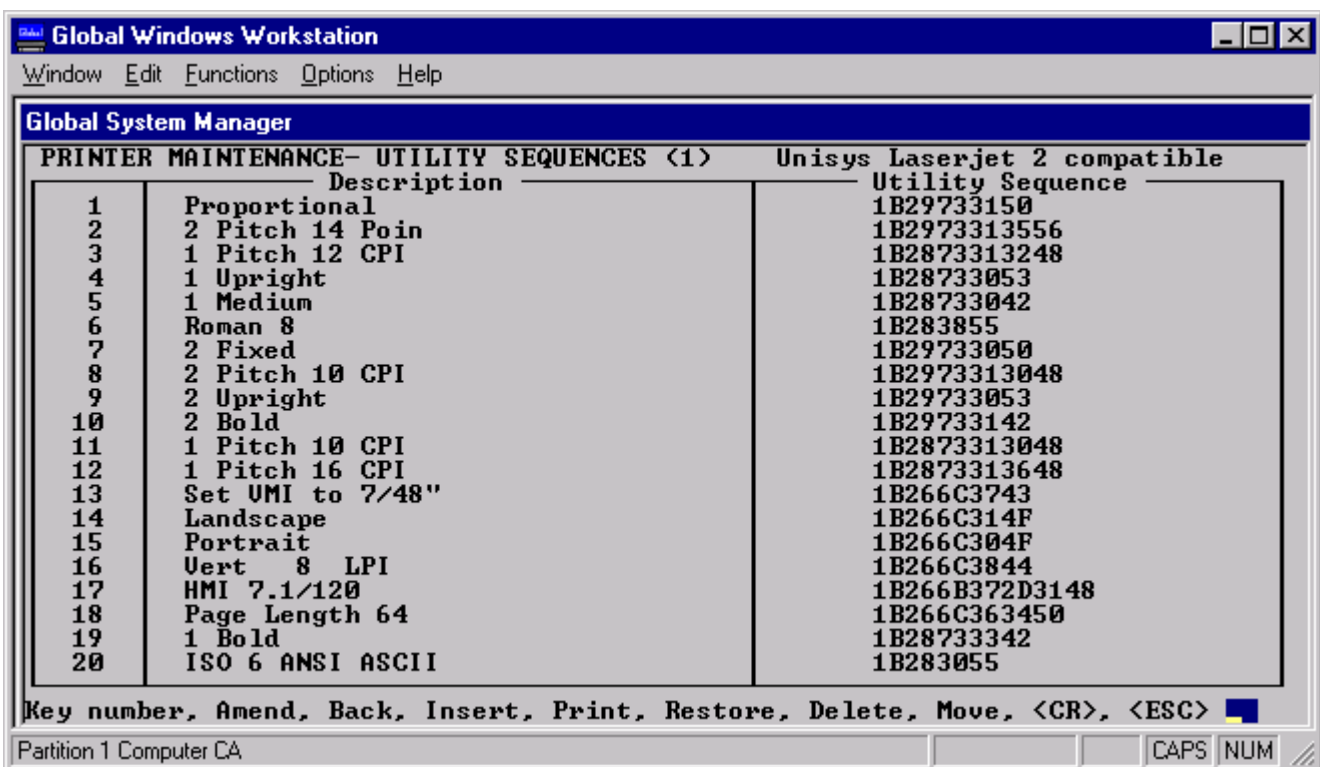 Global Windows Workstation
Window Edit Functions Options Help
Global System Manager
PRINTER MAINTENANCE- UTILITY SEQUENCES (1) Unisys Laserjet 2 compatible
Description Utility Sequence
1 Proportional 1B29733150
2 2 Pitch 14 Poin 1B2973313556
3 1 Pitch 12 CPI 1B2873313248
4 1 Upright 1B28733053
5 1 Medium 1B28733042
6 Roman 8 1B283855
7 2 Fixed 1B29733050
8 2 Pitch 10 CPI 1B2973313048
9 2 Upright 1B29733053
10 2 Bold 1B29733142
11 1 Pitch 10 CPI 1B2873313048
12 1 Pitch 16 CPI 1B2873313648
13 Set VMI to 7/48" 1B266C3743
14 Landscape 1B266C314F
15 Portrait 1B266C304F
16 Vert 8 LPI 1B266C3844
17 HMI 7.1/120 1B266B372D3148
18 Page Length 64 1B266C363450
19 1 Bold 1B28733342
20 ISO 6 ANSI ASCII 1B283055
Key number, Amend, Back, Insert, Print, Restore, Delete, Move, <CR>, <ESC>
Partition 1 Computer CA CAPS NUM